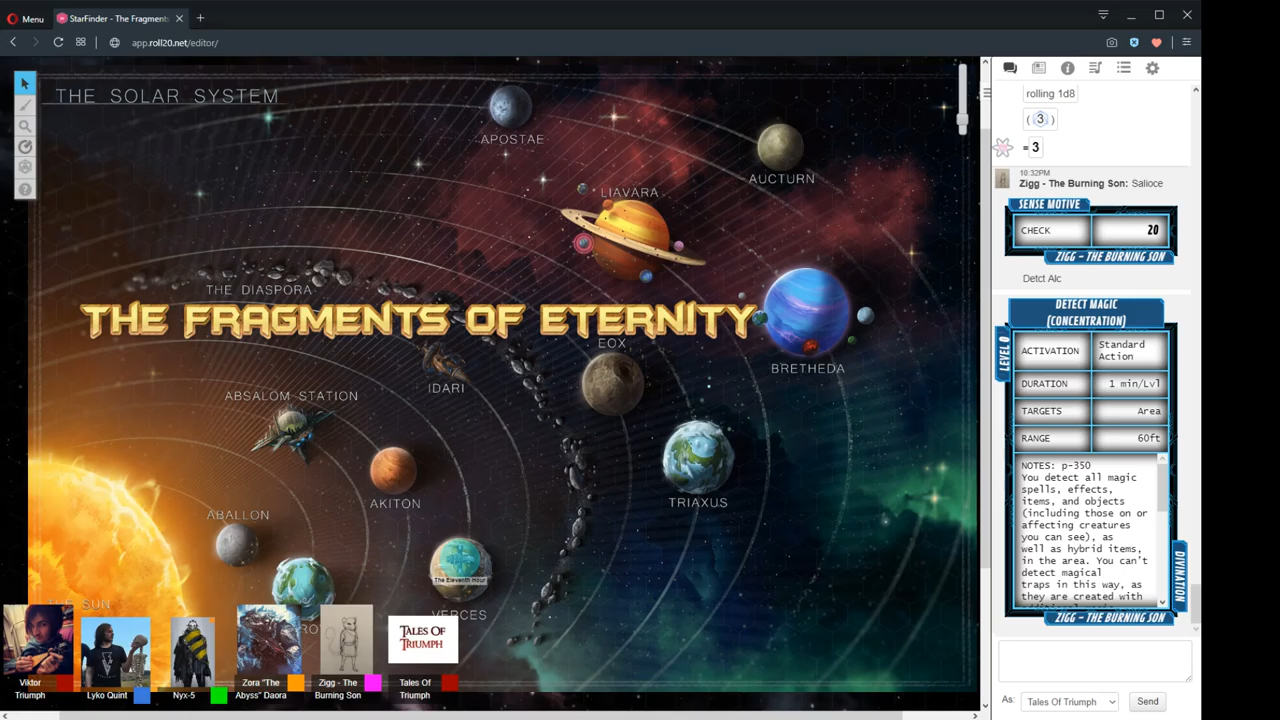 Menu
StarFinder - The Fragments
app.roll20.net/editor/
THE SOLAR SYSTEM
APOSTAE
AUCTURN
LIAVARA
THE DIASPORA
THE FRAGMENTS OF ETERNITY
EOX
BRETHEDA
IDARI
ABSALOM STATION
TRIAXUS
AKITON
ABALLON
The Eleventh Hour
VERCES
THE SUN
TALES OF
TRIUMPH
Viktor
Triumph
Lyko Quint
Nyx-5
Zora "The
Abyss" Daora
Zigg - The
Burning Son
Tales Of
Triumph
rolling 1d8
( 3 )
= 3
10:32PM
Zigg - The Burning Son: Salioce
SENSE MOTIVE
CHECK 20
ZIGG - THE BURNING SON
Detct Alc
DETECT MAGIC
(CONCENTRATION)
LEVEL 0
ACTIVATION Standard Action
DURATION 1 min/Lvl
TARGETS Area
RANGE 60ft
NOTES: p-350
You detect all magic
spells, effects,
items, and objects
(including those on or
affecting creatures
you can see), as
well as hybrid items,
in the area. You can't
detect magical
traps in this way, as
they are created with
DIVINATION
ZIGG - THE BURNING SON
As: Tales Of Triumph
Send